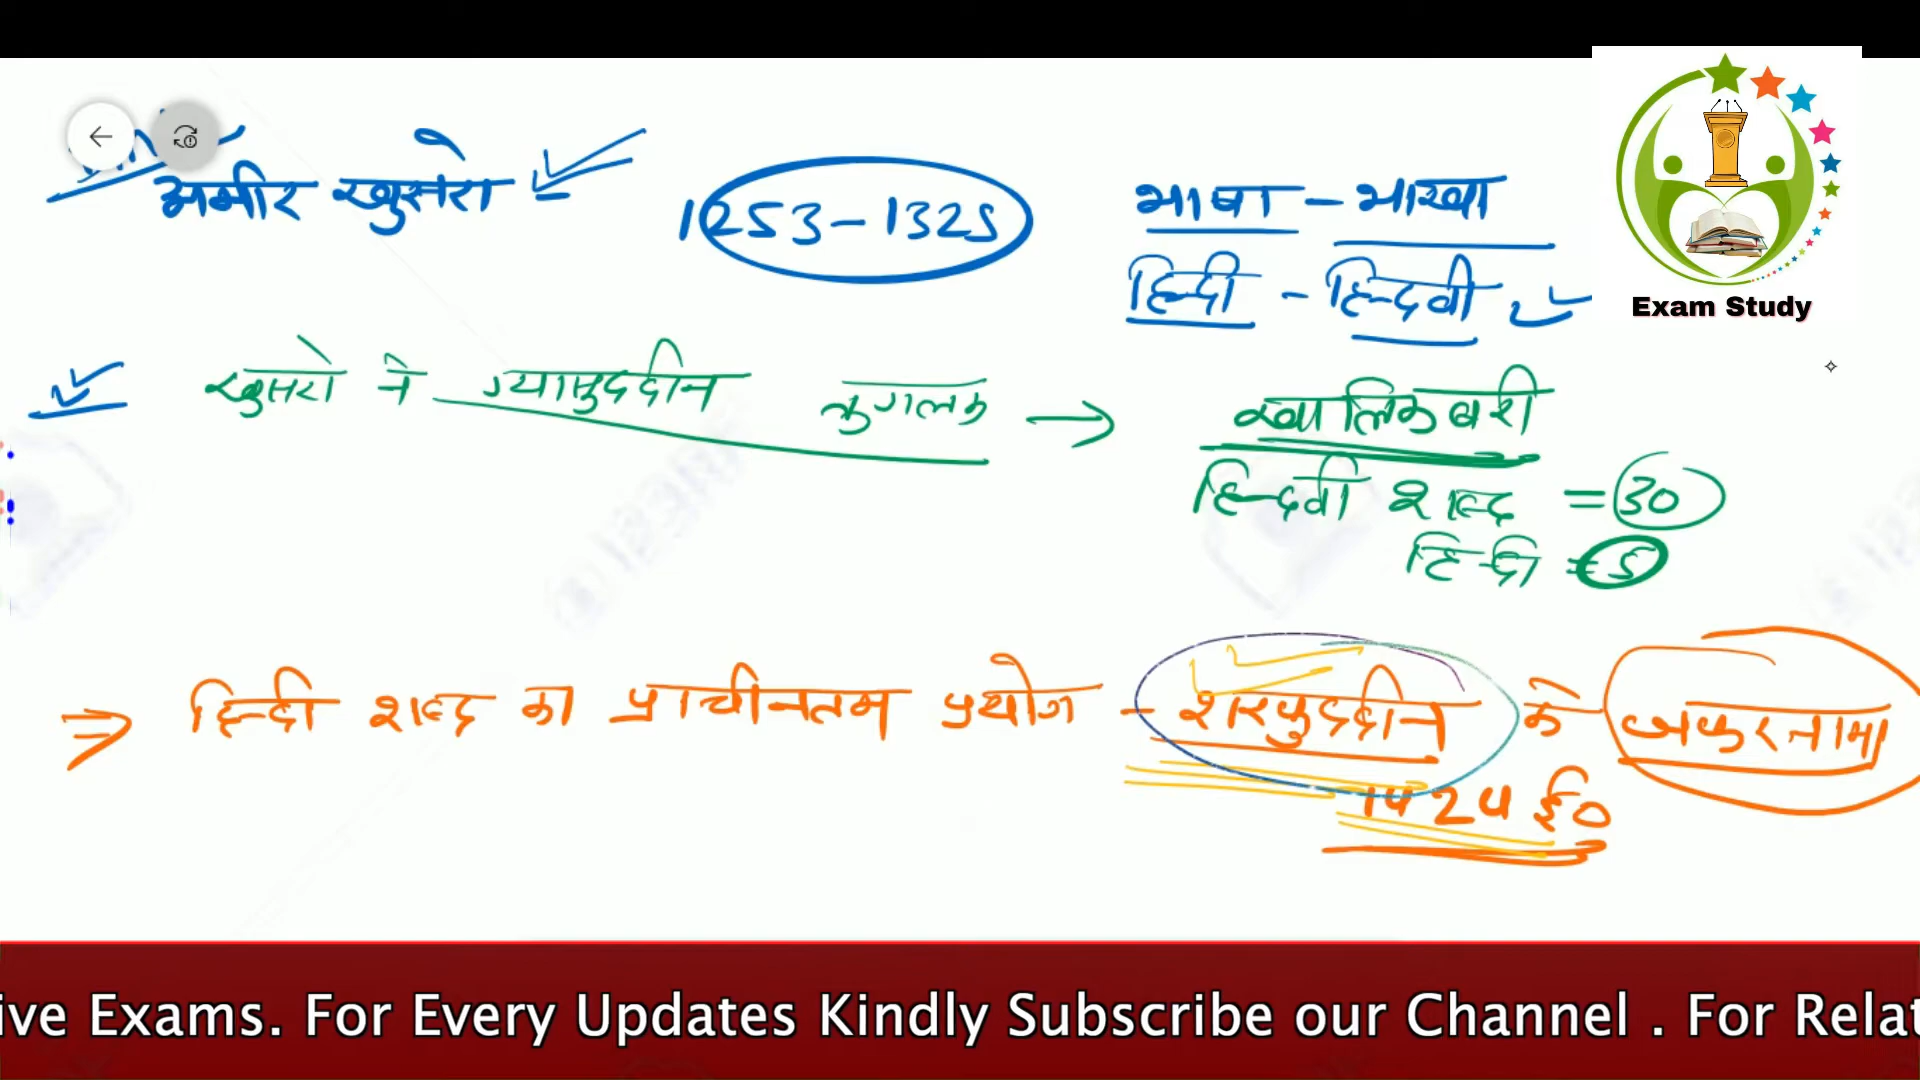 अमीर खुसरो
1253-1325
भाषा - भाखा
हिन्दी - हिन्दवी
Exam Study
खुसरो ने ग्यासुद्दीन तुगलक → खालिकबारी
हिन्दवी शब्द = 30
हिन्दी = 5
⇒ हिन्दी शब्द का प्राचीनतम प्रयोग - शरफुद्दीन के जफरनामा
1424 ई०
ive Exams. For Every Updates Kindly Subscribe our Channel . For Relat